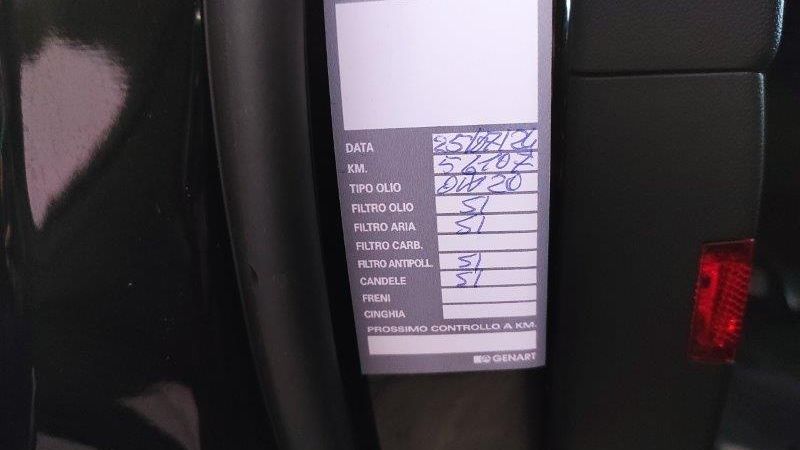 DATA 25/07/24
KM. 56107
TIPO OLIO 0W20
FILTRO OLIO SI
FILTRO ARIA SI
FILTRO CARB.
FILTRO ANTIPOLL. SI
CANDELE SI
FRENI
CINGHIA
PROSSIMO CONTROLLO A KM.
GENART